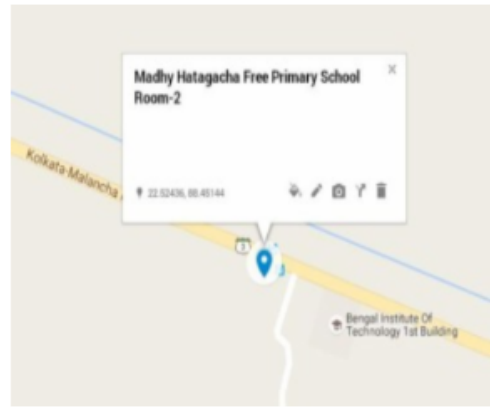 Madhy Hatagacha Free Primary School
Room-2
22.52436, 88.45144
Kolkata-Malancha
3
Bengal Institute Of
Technology 1st Building